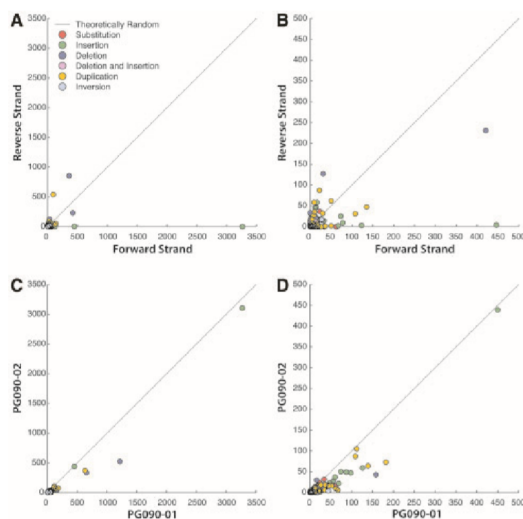 A
3500
3000
2500
2000
1500
1000
500
0
Reverse Strand
Theoretically Random
Substitution
Insertion
Deletion
Deletion and Insertion
Duplication
Inversion
0 500 1000 1500 2000 2500 3000 3500
Forward Strand
B
500
450
400
350
300
250
200
150
100
50
0
Reverse Strand
0 50 100 150 200 250 300 350 400 450 500
Forward Strand
C
3500
3000
2500
2000
1500
1000
500
0
PG090-02
0 500 1000 1500 2000 2500 3000 3500
PG090-01
D
500
450
400
350
300
250
200
150
100
50
0
PG090-02
0 50 100 150 200 250 300 350 400 450 500
PG090-01